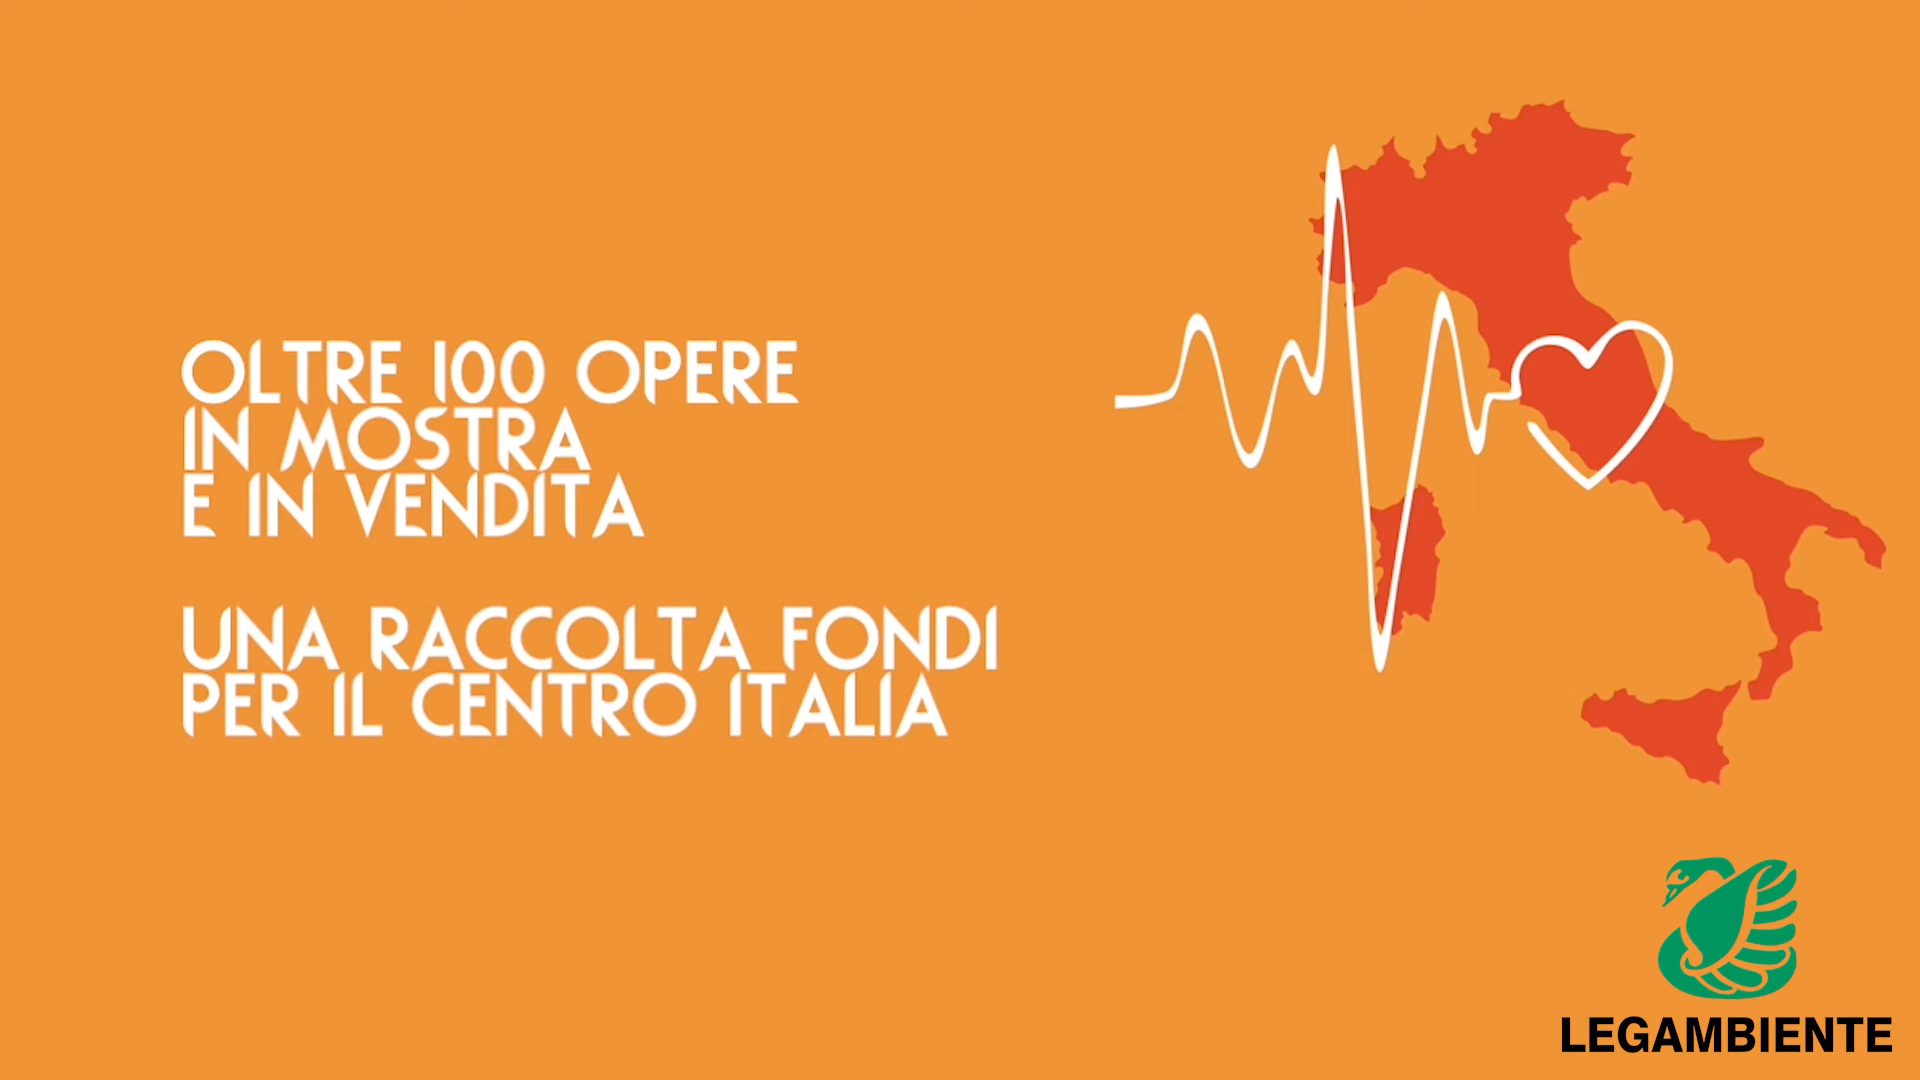 OLTRE 100 OPERE
IN MOSTRA
E IN VENDITA
UNA RACCOLTA FONDI
PER IL CENTRO ITALIA
LEGAMBIENTE